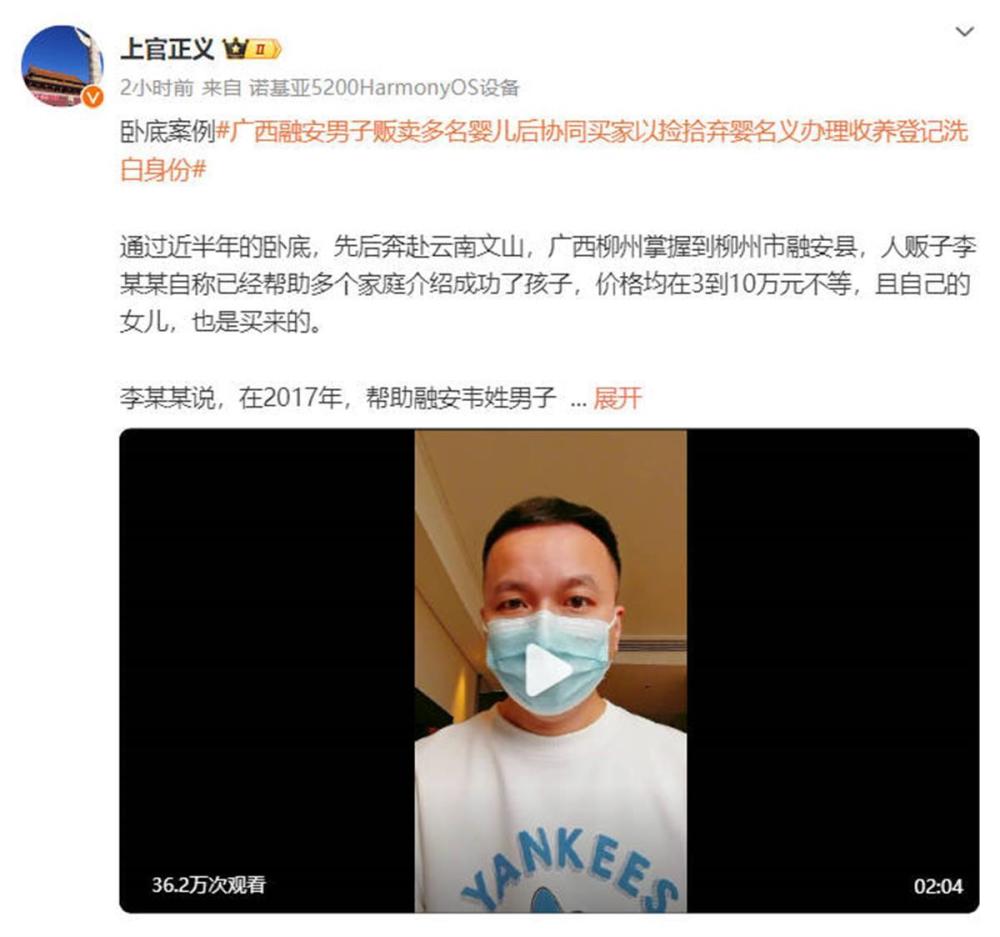 上官正义 II
2小时前 来自 诺基亚5200HarmonyOS设备
卧底案例#广西融安男子贩卖多名婴儿后协同买家以捡拾弃婴名义办理收养登记洗
白身份#
通过近半年的卧底，先后奔赴云南文山，广西柳州掌握到柳州市融安县，人贩子李
某某自称已经帮助多个家庭介绍成功了孩子，价格均在3到10万元不等，且自己的
女儿，也是买来的。
李某某说，在2017年，帮助融安韦姓男子 ... 展开
YANKEES
36.2万次观看 02:04